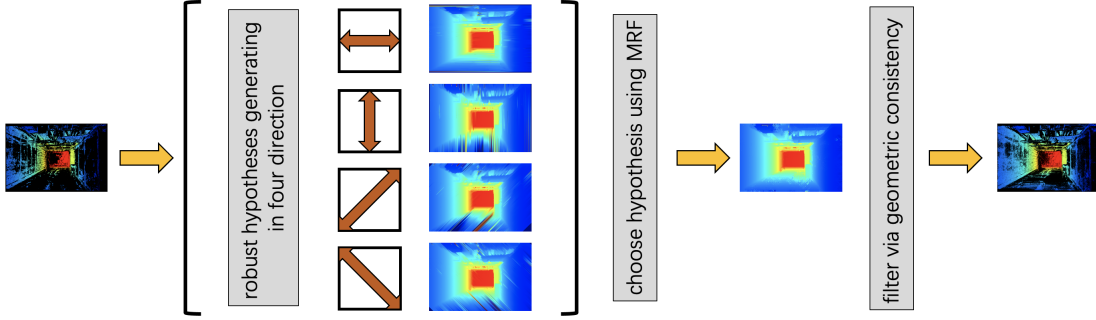 robust hypotheses generating
in four direction
choose hypothesis using MRF
filter via geometric consistency